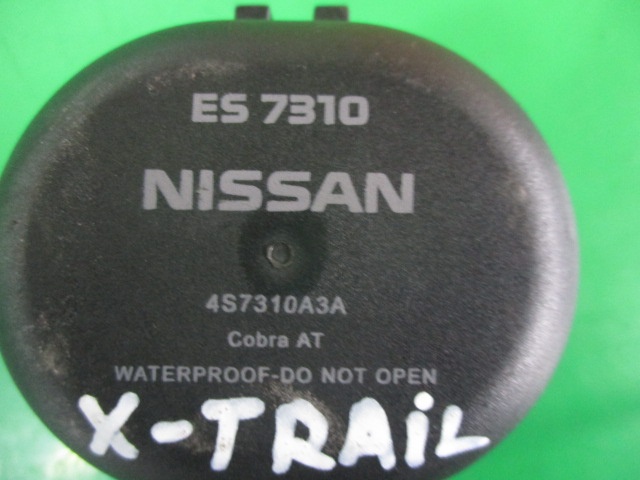 ES 7310
NISSAN
4S7310A3A
Cobra AT
WATERPROOF-DO NOT OPEN
X-TRAiL